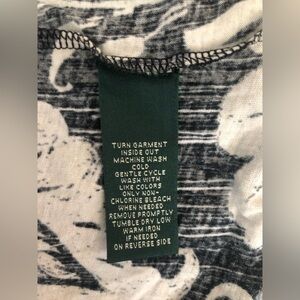 TURN GARMENT
INSIDE OUT
MACHINE WASH
COLD
GENTLE CYCLE
WASH WITH
LIKE COLORS
ONLY NON-
CHLORINE BLEACH
WHEN NEEDED
REMOVE PROMPTLY
TUMBLE DRY LOW
WARM IRON
IF NEEDED
ON REVERSE SIDE